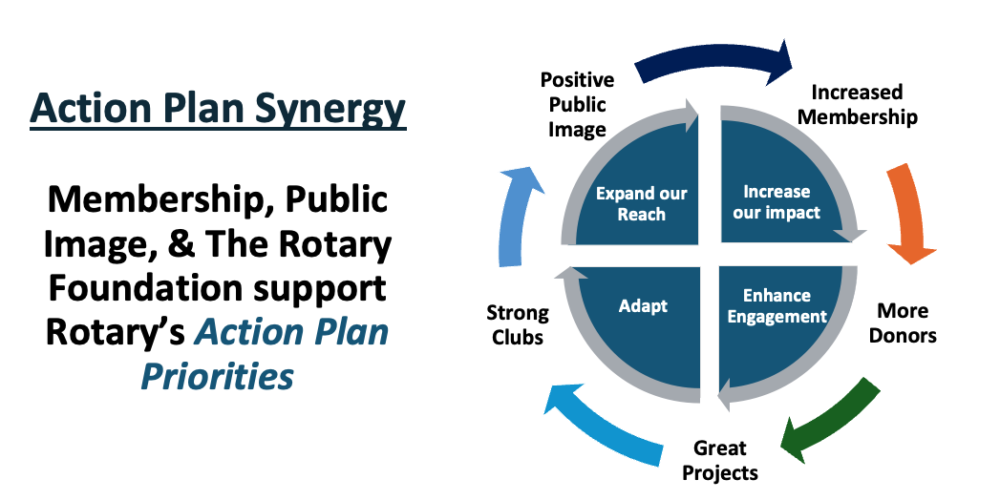 Action Plan Synergy
Membership, Public
Image, & The Rotary
Foundation support
Rotary’s Action Plan
Priorities
Positive
Public
Image
Increased
Membership
Expand our
Reach
Increase
our impact
Adapt
Enhance
Engagement
Strong
Clubs
More
Donors
Great
Projects